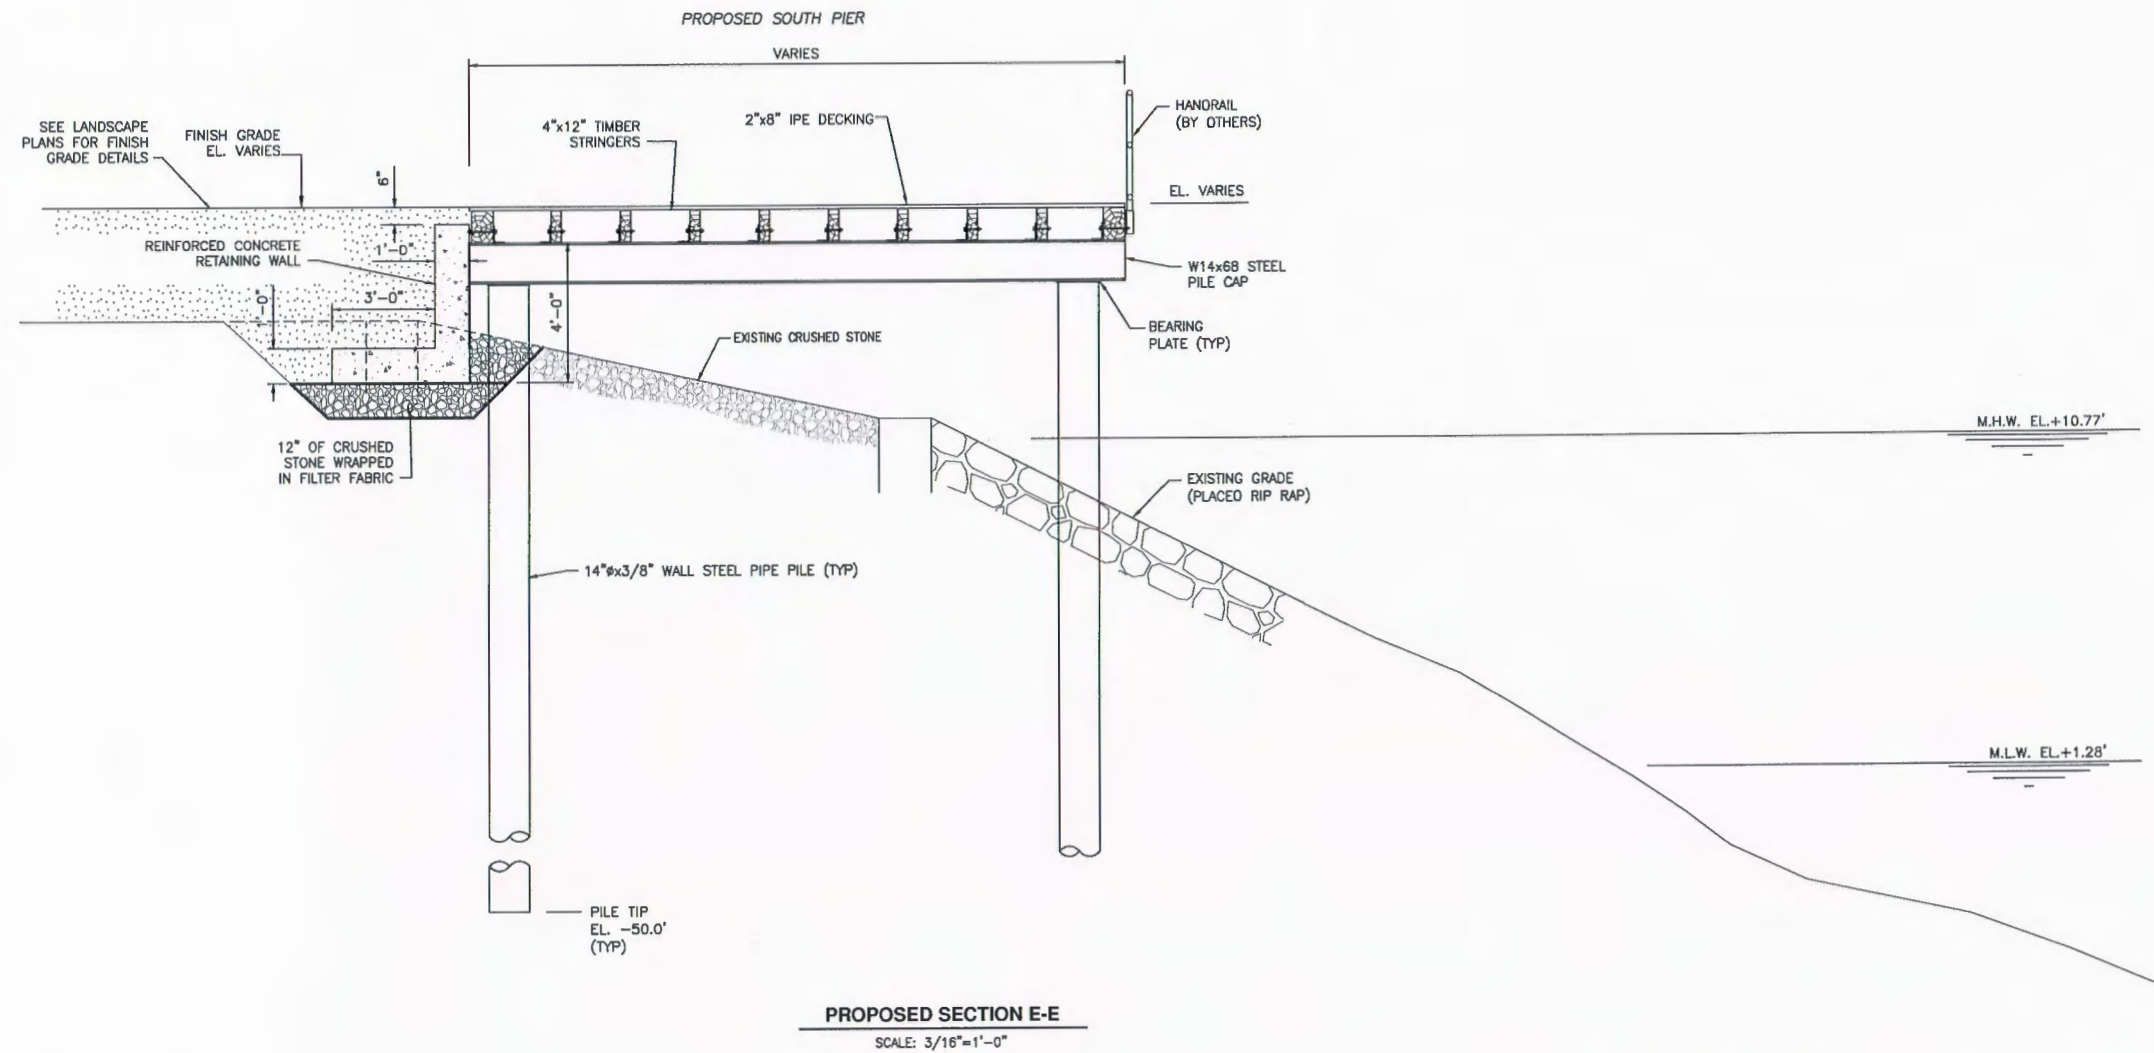 PROPOSED SOUTH PIER
VARIES
SEE LANDSCAPE
PLANS FOR FINISH
GRADE DETAILS
FINISH GRADE
EL. VARIES
6"
4"x12" TIMBER
STRINGERS
2"x8" IPE DECKING
HANDRAIL
(BY OTHERS)
EL. VARIES
REINFORCED CONCRETE
RETAINING WALL
1'-0"
3'-0"
1'-0"
4'-0"
W14x68 STEEL
PILE CAP
BEARING
PLATE (TYP)
EXISTING CRUSHED STONE
M.H.W. EL.+10.77'
12" OF CRUSHED
STONE WRAPPED
IN FILTER FABRIC
EXISTING GRADE
(PLACED RIP RAP)
14"øx3/8" WALL STEEL PIPE PILE (TYP)
M.L.W. EL.+1.28'
PILE TIP
EL. -50.0'
(TYP)
PROPOSED SECTION E-E
SCALE: 3/16"=1'-0"